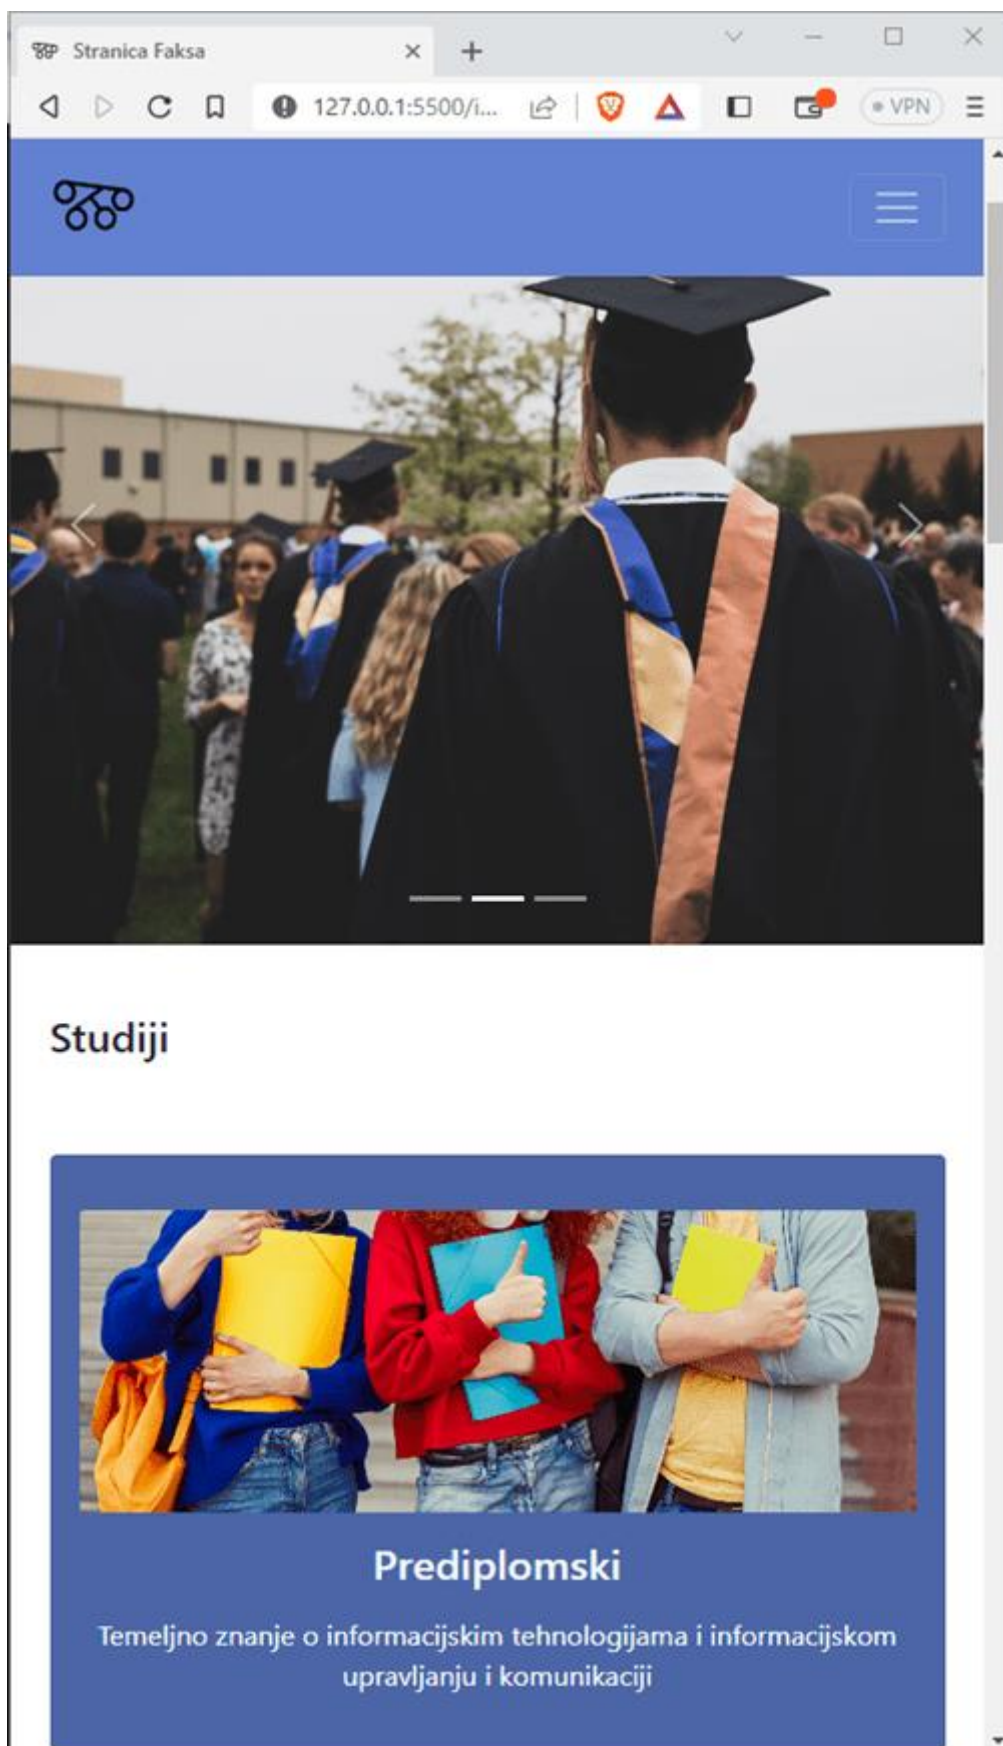 Stranica Faksa
127.0.0.1:5500/i...
VPN
Studiji
Prediplomski
Temeljno znanje o informacijskim tehnologijama i informacijskom
upravljanju i komunikaciji